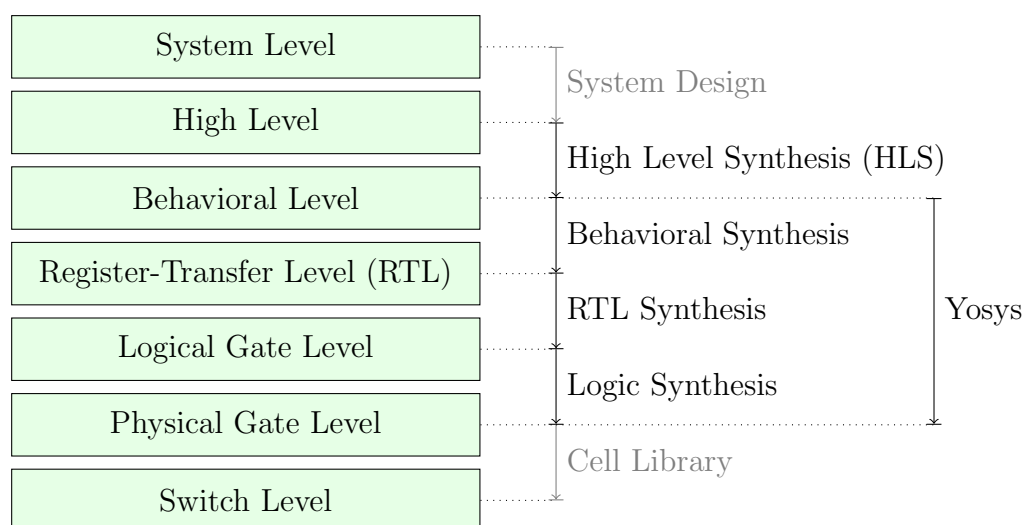 System Level
System Design
High Level
High Level Synthesis (HLS)
Behavioral Level
Behavioral Synthesis
Register-Transfer Level (RTL)
RTL Synthesis
Yosys
Logical Gate Level
Logic Synthesis
Physical Gate Level
Cell Library
Switch Level